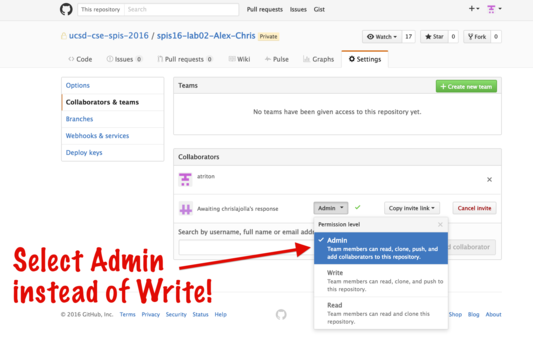 This repository Search Pull requests Issues Gist
ucsd-cse-spis-2016 / spis16-lab02-Alex-Chris Private
Watch 17 Star 0 Fork 0
Code Issues 0 Pull requests 0 Wiki Pulse Graphs Settings
Options
Collaborators & teams
Branches
Webhooks & services
Deploy keys
Teams
Create new team
No teams have been given access to this repository yet.
Collaborators
atriton
Awaiting chrislajolla's response Admin Copy invite link Cancel invite
Search by username, full name or email addr
d collaborator
Permission level
Admin
Team members can read, clone, push, and
add collaborators to this repository.
Write
Team members can read, clone, and push to
this repository.
Read
Team members can read and clone this
repository.
Select Admin
instead of Write!
© 2016 GitHub, Inc. Terms Privacy Security Status Help
Shop Blog About